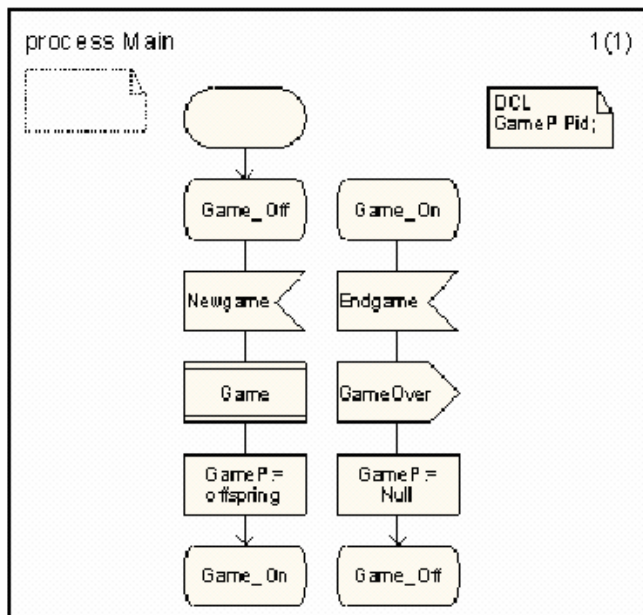 process Main
1(1)
DCL
GameP Pid;
Game_Off
Newgame
Game
GameP:=
offspring
Game_On
Game_On
Endgame
GameOver
GameP:=
Null
Game_Off